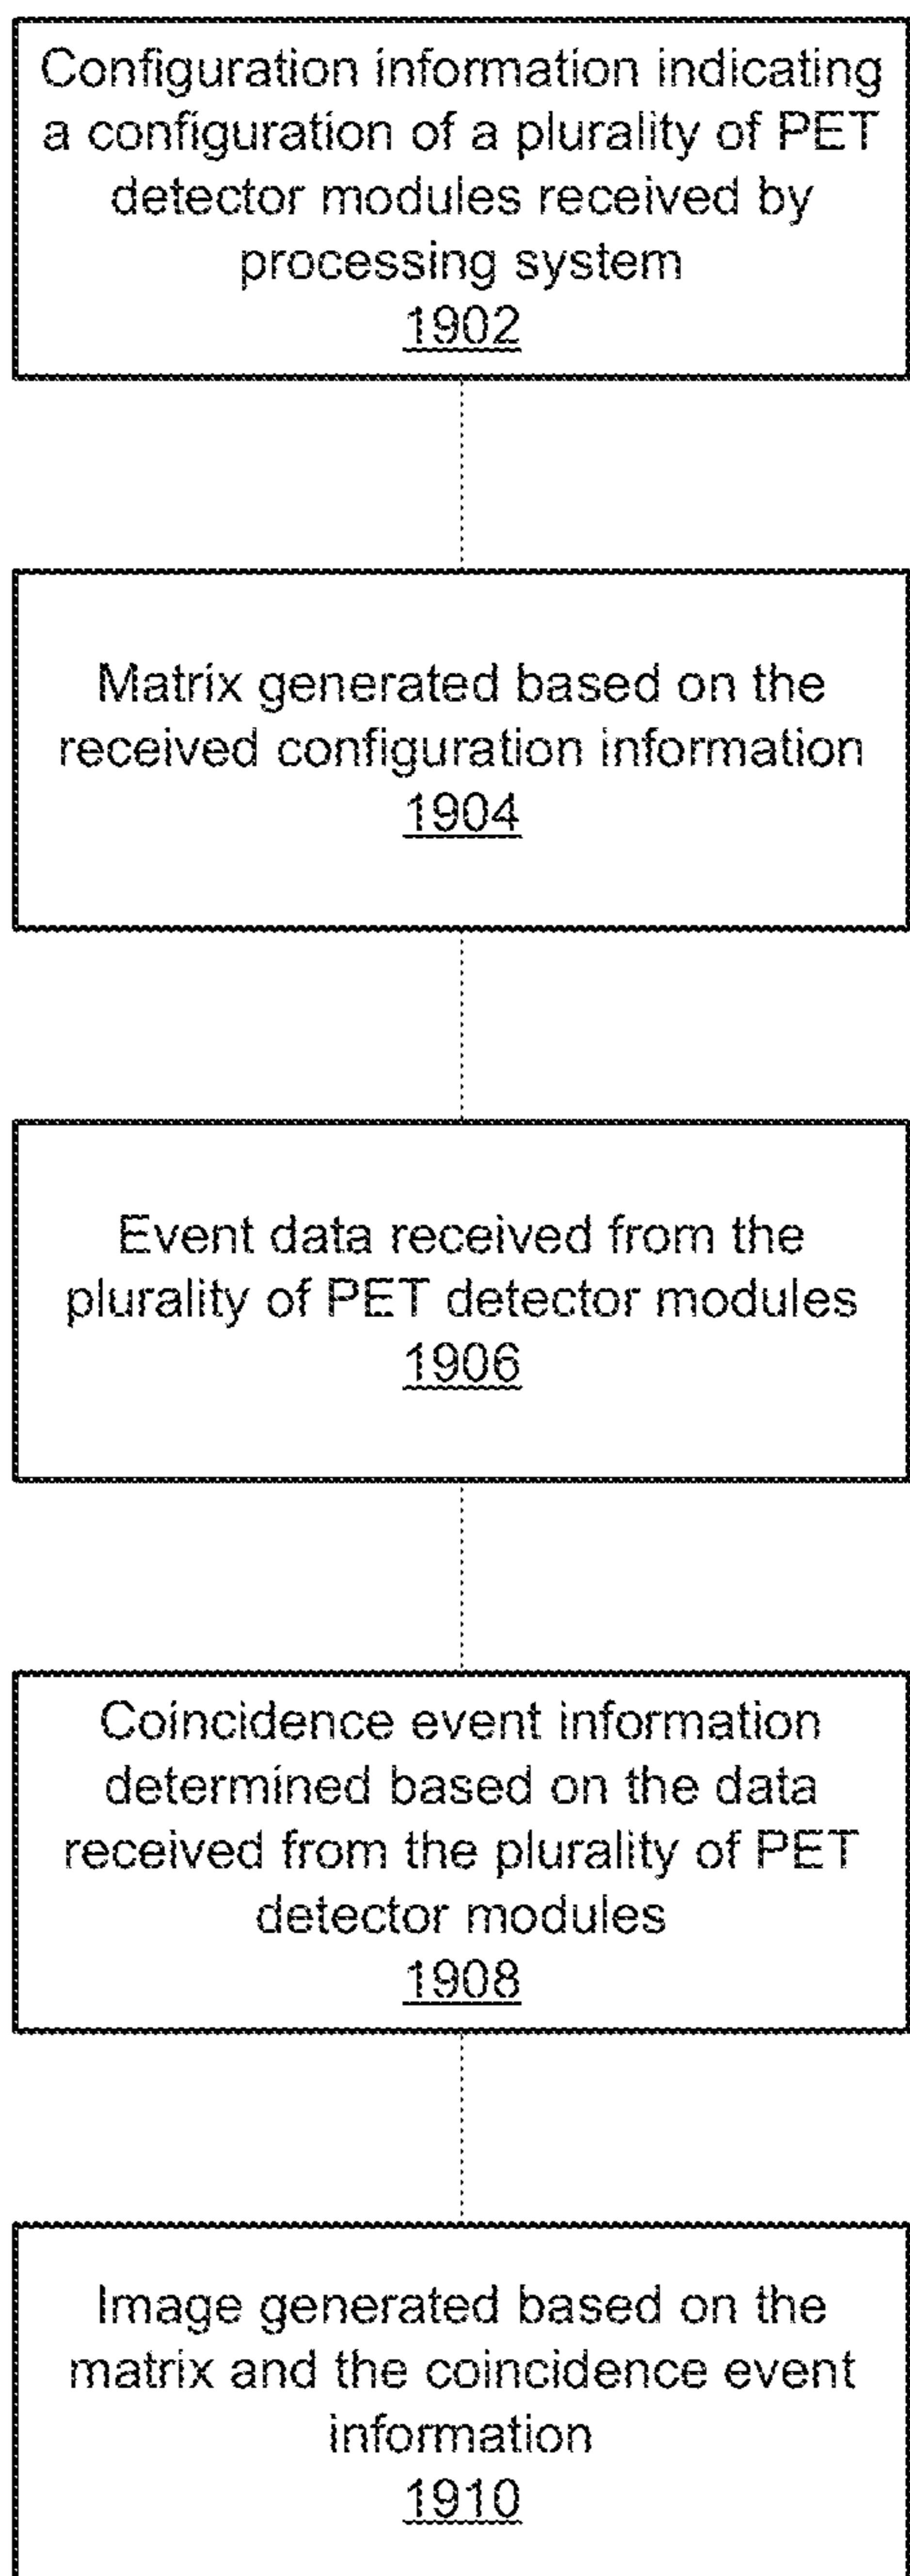 Configuration information indicating
a configuration of a plurality of PET
detector modules received by
processing system
1902
Matrix generated based on the
received configuration information
1904
Event data received from the
plurality of PET detector modules
1906
Coincidence event information
determined based on the data
received from the plurality of PET
detector modules
1908
Image generated based on the
matrix and the coincidence event
information
1910